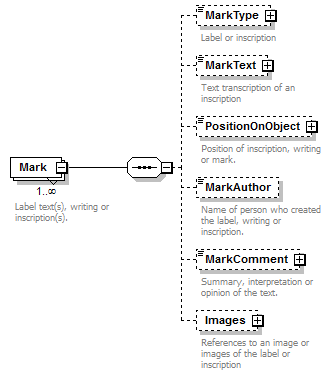 MarkType
Label or inscription
MarkText
Text transcription of an
inscription
PositionOnObject
Position of inscription, writing
or mark.
Mark
1..∞
Label text(s), writing or
inscription(s).
MarkAuthor
Name of person who created
the label, writing or
inscription.
MarkComment
Summary, interpretation or
opinion of the text.
Images
References to an image or
images of the label or
inscription